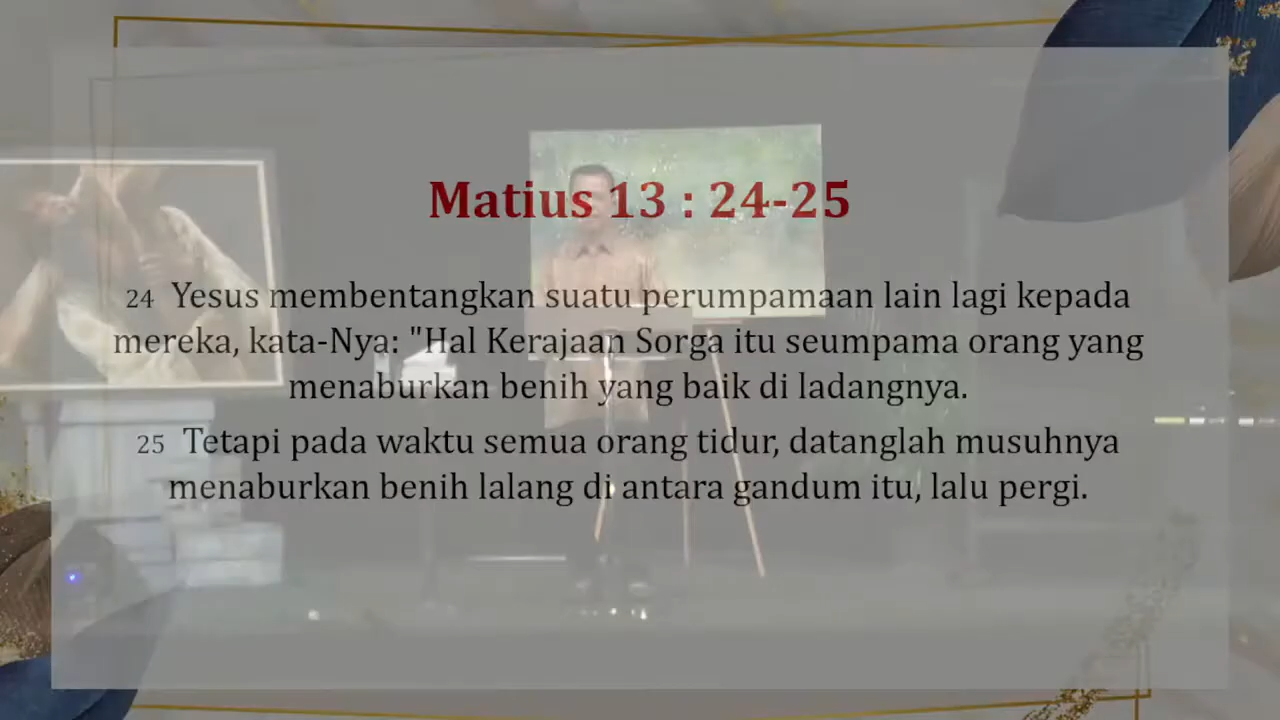 Matius 13 : 24-25
24 Yesus membentangkan suatu perumpamaan lain lagi kepada
mereka, kata-Nya: "Hal Kerajaan Sorga itu seumpama orang yang
menaburkan benih yang baik di ladangnya.
25 Tetapi pada waktu semua orang tidur, datanglah musuhnya
menaburkan benih lalang di antara gandum itu, lalu pergi.